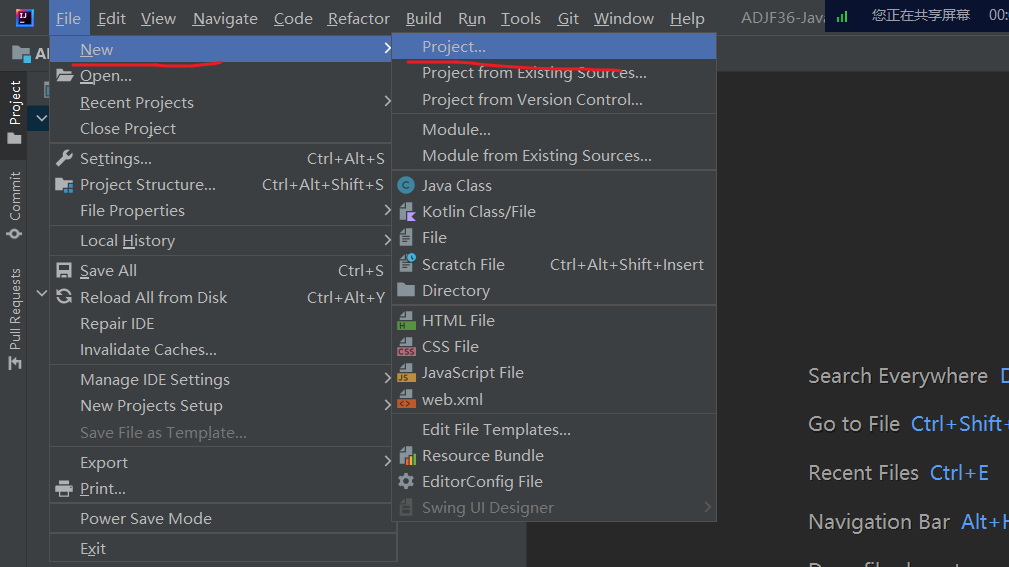 File Edit View Navigate Code Refactor Build Run Tools Git Window Help ADJF36-Java 您正在共享屏幕 00:
New
Open...
Recent Projects
Close Project
Settings... Ctrl+Alt+S
Project Structure... Ctrl+Alt+Shift+S
File Properties
Local History
Save All Ctrl+S
Reload All from Disk Ctrl+Alt+Y
Repair IDE
Invalidate Caches...
Manage IDE Settings
New Projects Setup
Save File as Template...
Export
Print...
Power Save Mode
Exit
Project...
Project from Existing Sources...
Project from Version Control...
Module...
Module from Existing Sources...
Java Class
Kotlin Class/File
File
Scratch File Ctrl+Alt+Shift+Insert
Directory
HTML File
CSS File
JavaScript File
web.xml
Edit File Templates...
Resource Bundle
EditorConfig File
Swing UI Designer
Project
Commit
Pull Requests
Search Everywhere
Go to File Ctrl+Shift+
Recent Files Ctrl+E
Navigation Bar Alt+